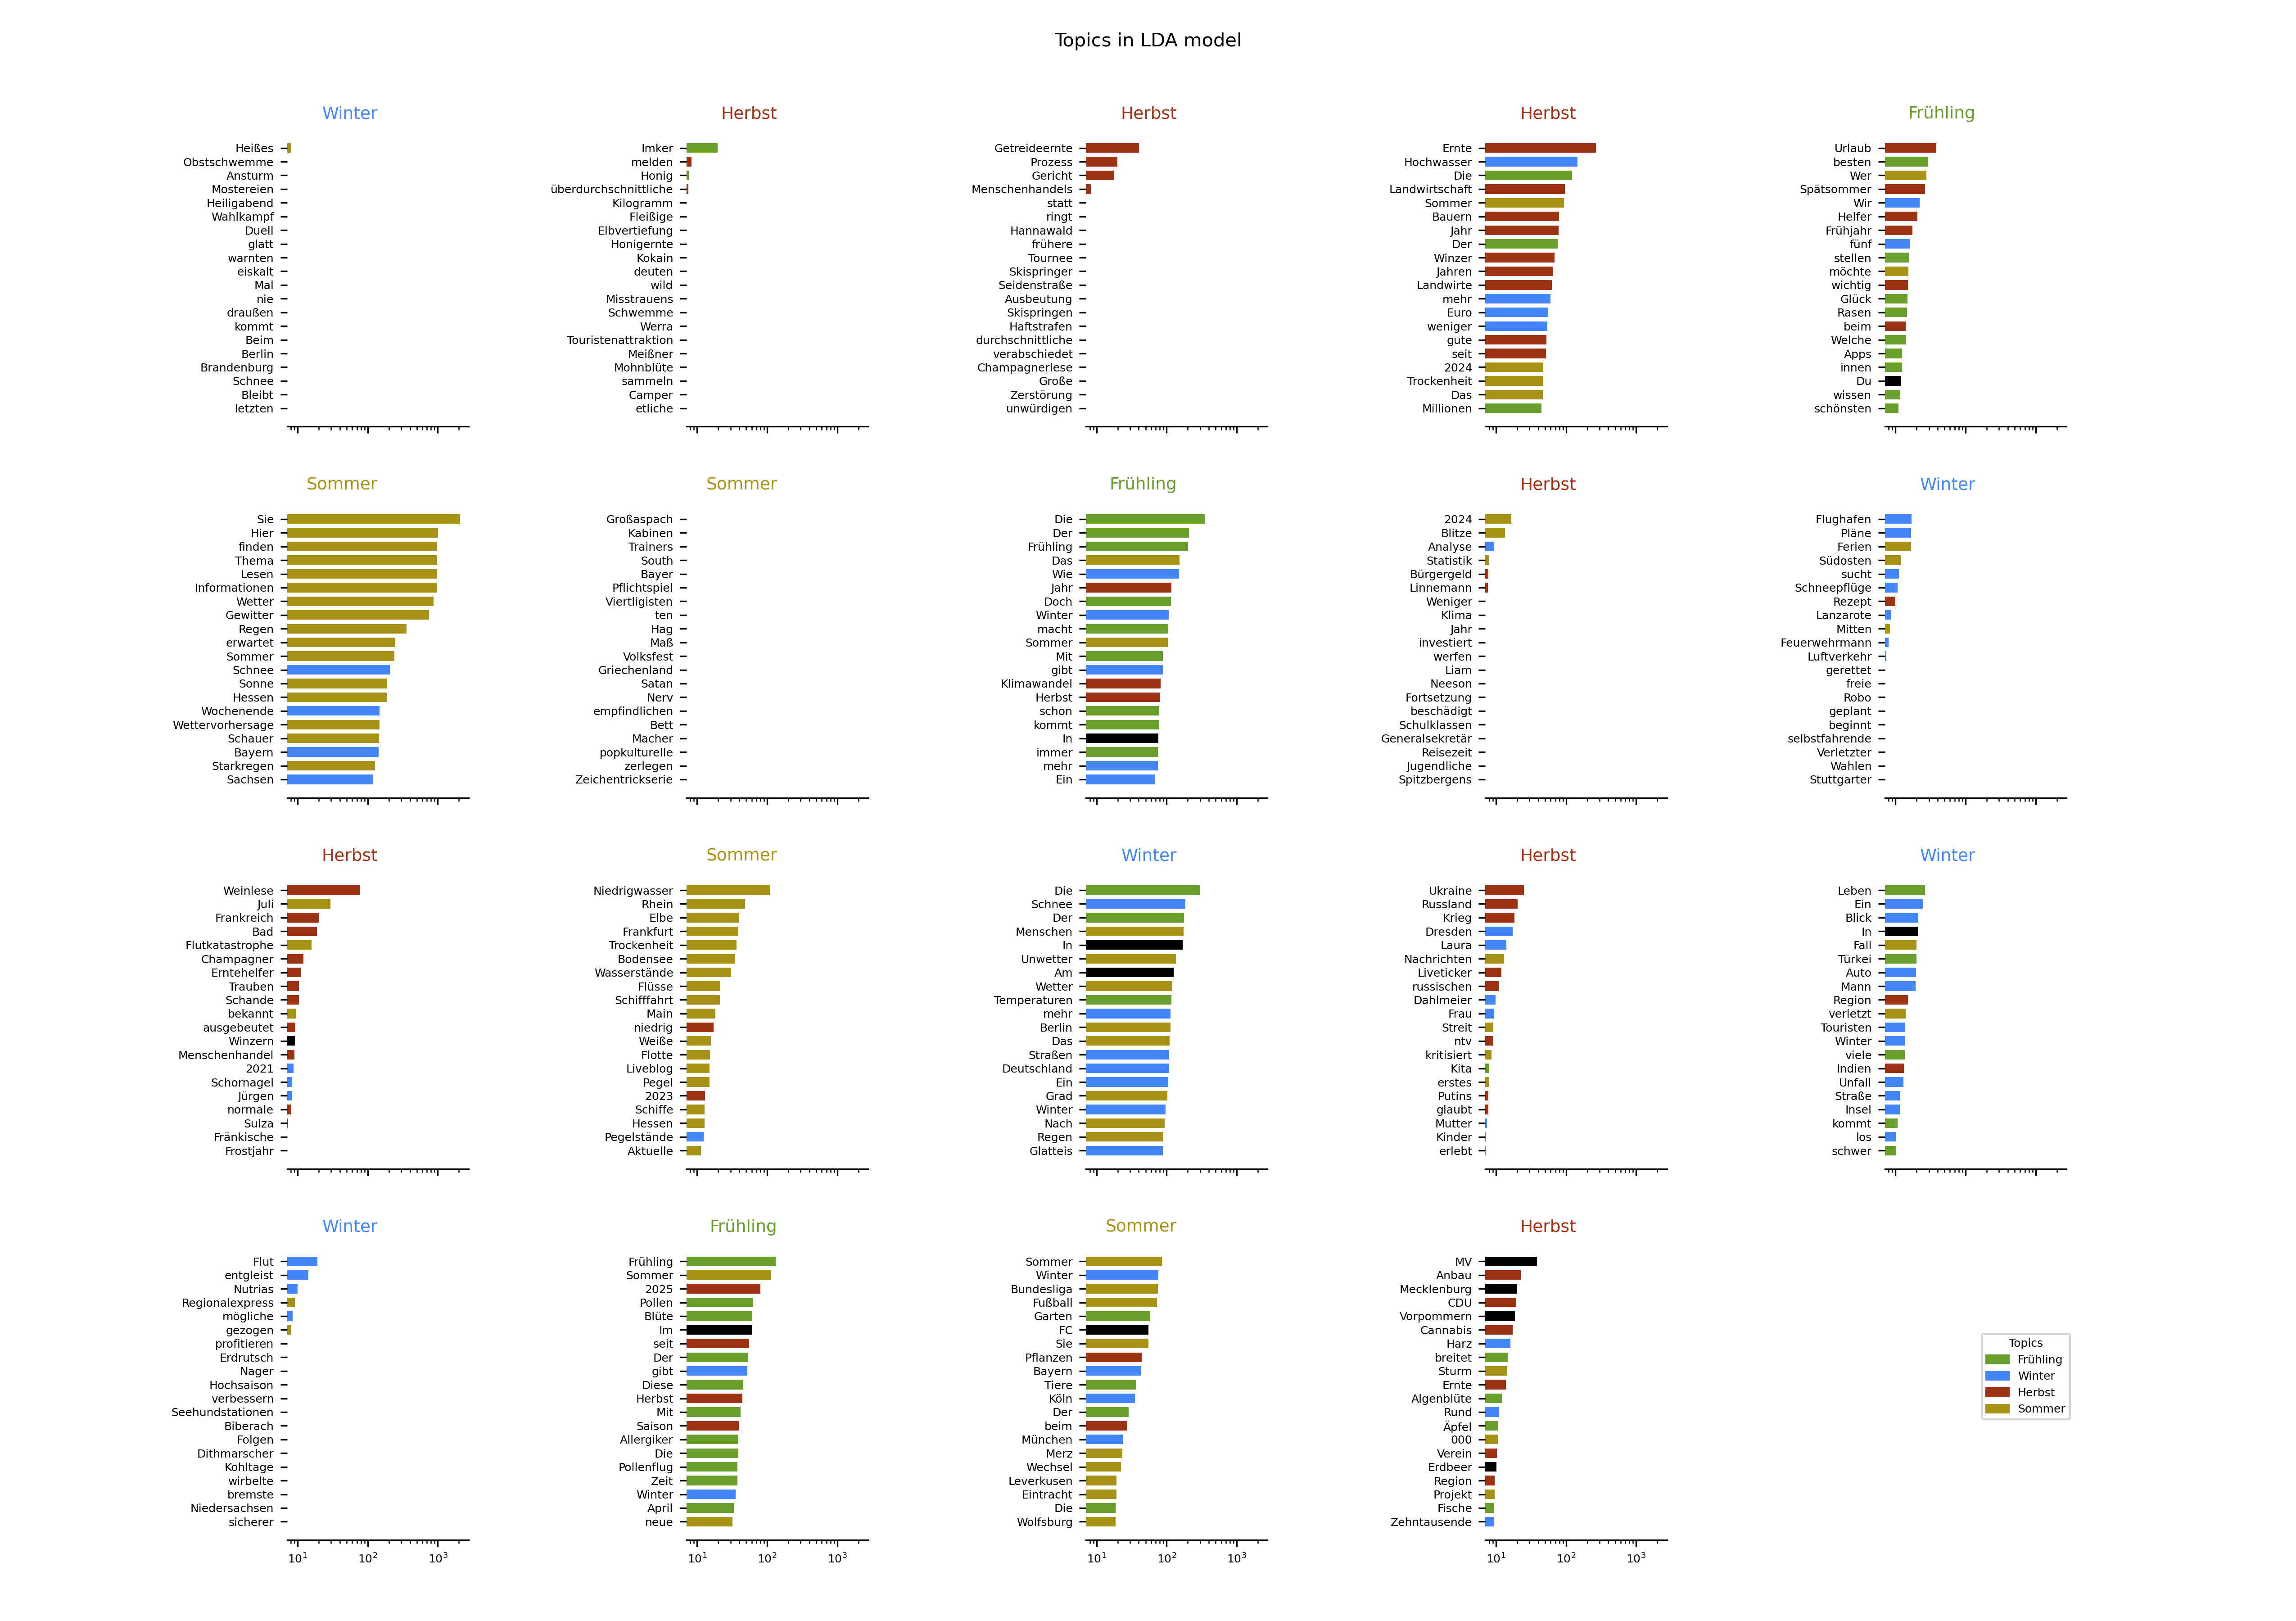 Topics in LDA model
Winter
Heißes
Obstschwemme
Ansturm
Mostereien
Heiligabend
Wahlkampf
Duell
glatt
warnten
eiskalt
Mal
nie
draußen
kommt
Beim
Berlin
Brandenburg
Schnee
Bleibt
letzten
Herbst
Imker
melden
Honig
überdurchschnittliche
Kilogramm
Fleißige
Elbvertiefung
Honigernte
Kokain
deuten
wild
Misstrauens
Schwemme
Werra
Touristenattraktion
Meißner
Mohnblüte
sammeln
Camper
etliche
Herbst
Getreideernte
Prozess
Gericht
Menschenhandels
statt
ringt
Hannawald
frühere
Tournee
Skispringer
Seidenstraße
Ausbeutung
Skispringen
Haftstrafen
durchschnittliche
verabschiedet
Champagnerlese
Große
Zerstörung
unwürdigen
Herbst
Ernte
Hochwasser
Die
Landwirtschaft
Sommer
Bauern
Jahr
Der
Winzer
Jahren
Landwirte
mehr
Euro
weniger
gute
seit
2024
Trockenheit
Das
Millionen
Frühling
Urlaub
besten
Wer
Spätsommer
Wir
Helfer
Frühjahr
fünf
stellen
möchte
wichtig
Glück
Rasen
beim
Welche
Apps
innen
Du
wissen
schönsten
Sommer
Sie
Hier
finden
Thema
Lesen
Informationen
Wetter
Gewitter
Regen
erwartet
Sommer
Schnee
Sonne
Hessen
Wochenende
Wettervorhersage
Schauer
Bayern
Starkregen
Sachsen
Sommer
Großaspach
Kabinen
Trainers
South
Bayer
Pflichtspiel
Viertligisten
ten
Hag
Maß
Volksfest
Griechenland
Satan
Nerv
empfindlichen
Bett
Macher
popkulturelle
zerlegen
Zeichentrickserie
Frühling
Die
Der
Frühling
Das
Wie
Jahr
Doch
Winter
macht
Sommer
Mit
gibt
Klimawandel
Herbst
schon
kommt
In
immer
mehr
Ein
Herbst
2024
Blitze
Analyse
Statistik
Bürgergeld
Linnemann
Weniger
Klima
Jahr
investiert
werfen
Liam
Neeson
Fortsetzung
beschädigt
Schulklassen
Generalsekretär
Reisezeit
Jugendliche
Spitzbergens
Winter
Flughafen
Pläne
Ferien
Südosten
sucht
Schneepflüge
Rezept
Lanzarote
Mitten
Feuerwehrmann
Luftverkehr
gerettet
freie
Robo
geplant
beginnt
selbstfahrende
Verletzter
Wahlen
Stuttgarter
Herbst
Weinlese
Juli
Frankreich
Bad
Flutkatastrophe
Champagner
Erntehelfer
Trauben
Schande
bekannt
ausgebeutet
Winzern
Menschenhandel
2021
Schornagel
Jürgen
normale
Sulza
Fränkische
Frostjahr
Sommer
Niedrigwasser
Rhein
Elbe
Frankfurt
Trockenheit
Bodensee
Wasserstände
Flüsse
Schifffahrt
Main
niedrig
Weiße
Flotte
Liveblog
Pegel
2023
Schiffe
Hessen
Pegelstände
Aktuelle
Winter
Die
Schnee
Der
Menschen
In
Unwetter
Am
Wetter
Temperaturen
mehr
Berlin
Das
Straßen
Deutschland
Ein
Grad
Winter
Nach
Regen
Glatteis
Herbst
Ukraine
Russland
Krieg
Dresden
Laura
Nachrichten
Liveticker
russischen
Dahlmeier
Frau
Streit
ntv
kritisiert
Kita
erstes
Putins
glaubt
Mutter
Kinder
erlebt
Winter
Leben
Ein
Blick
In
Fall
Türkei
Auto
Mann
Region
verletzt
Touristen
Winter
viele
Indien
Unfall
Straße
Insel
kommt
los
schwer
Winter
Flut
entgleist
Nutrias
Regionalexpress
mögliche
gezogen
profitieren
Erdrutsch
Nager
Hochsaison
verbessern
Seehundstationen
Biberach
Folgen
Dithmarscher
Kohltage
wirbelte
bremste
Niedersachsen
sicherer
10¹ 10² 10³
Frühling
Frühling
Sommer
2025
Pollen
Blüte
Im
seit
Der
gibt
Diese
Herbst
Mit
Saison
Allergiker
Die
Pollenflug
Zeit
Winter
April
neue
10¹ 10² 10³
Sommer
Sommer
Winter
Bundesliga
Fußball
Garten
FC
Sie
Pflanzen
Bayern
Tiere
Köln
Der
beim
München
Merz
Wechsel
Leverkusen
Eintracht
Die
Wolfsburg
10¹ 10² 10³
Herbst
MV
Anbau
Mecklenburg
CDU
Vorpommern
Cannabis
Harz
breitet
Sturm
Ernte
Algenblüte
Rund
Äpfel
000
Verein
Erdbeer
Region
Projekt
Fische
Zehntausende
10¹ 10² 10³
Topics
Frühling
Winter
Herbst
Sommer